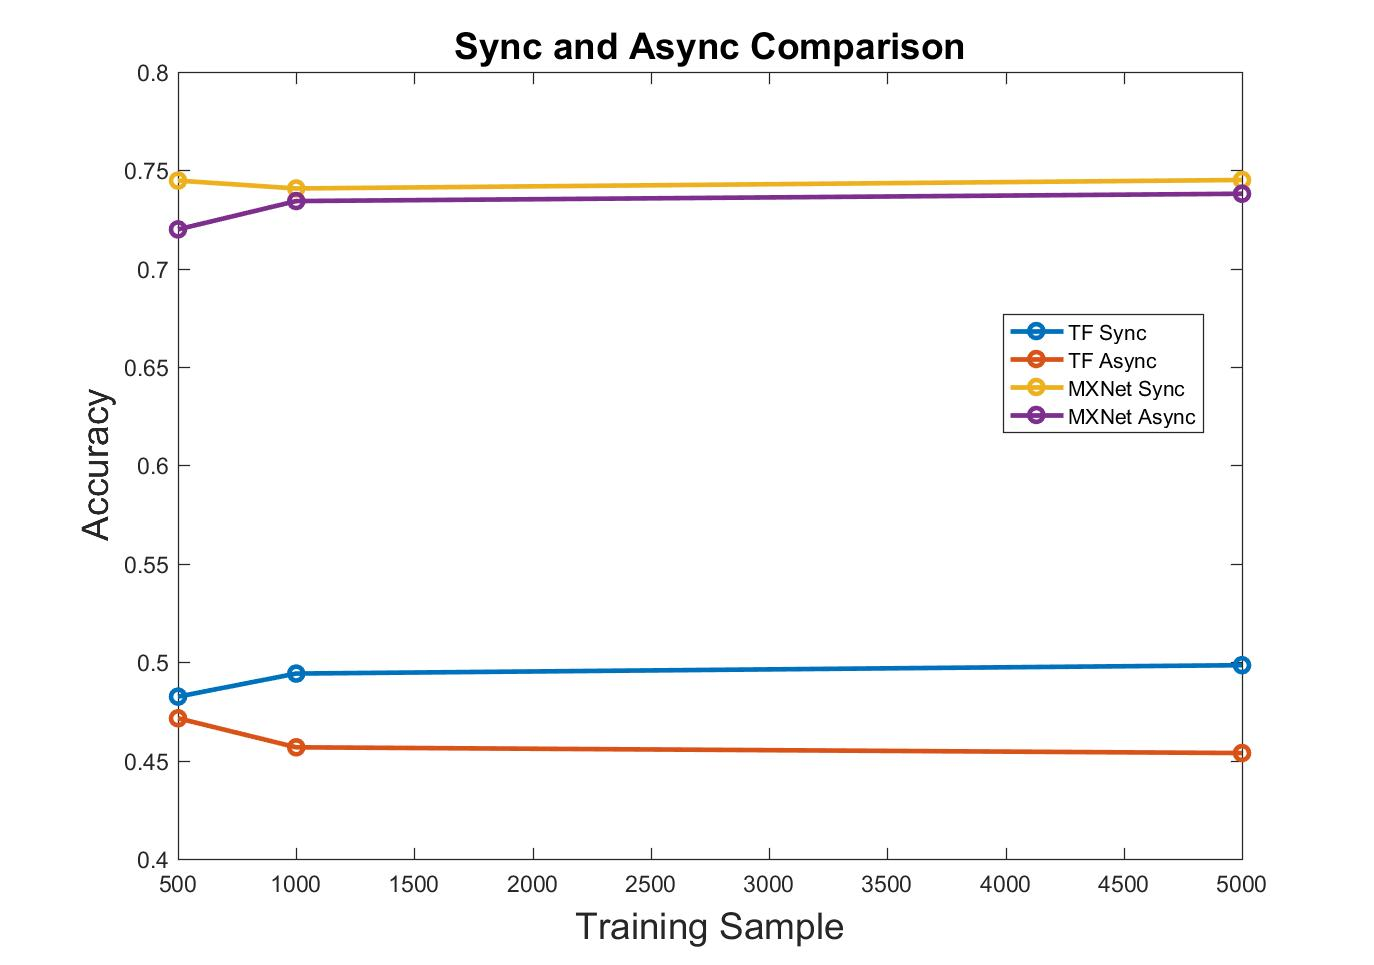 Sync and Async Comparison
0.8
0.75
0.7
0.65
0.6
0.55
0.5
0.45
0.4
Accuracy
TF Sync
TF Async
MXNet Sync
MXNet Async
500 1000 1500 2000 2500 3000 3500 4000 4500 5000
Training Sample